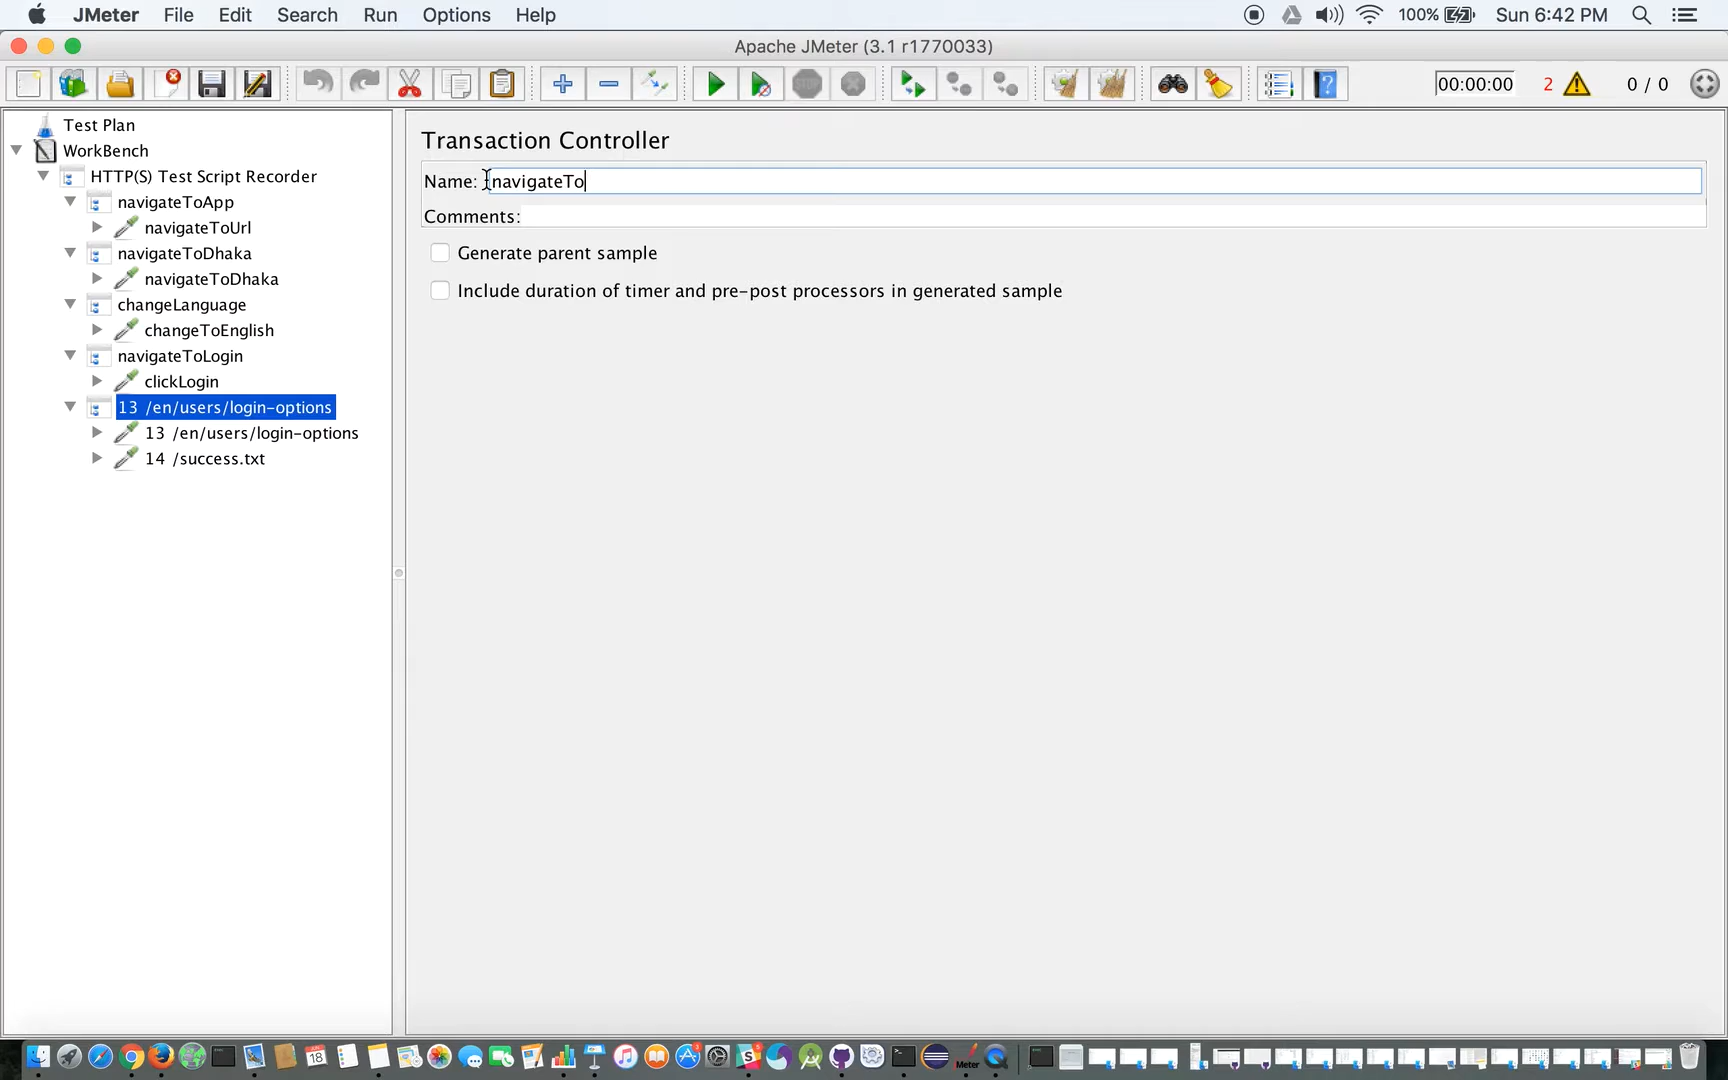 JMeter File Edit Search Run Options Help 100% Sun 6:42 PM
Apache JMeter (3.1 r1770033)
STOP 00:00:00 2 0 / 0
Test Plan
WorkBench
HTTP(S) Test Script Recorder
navigateToApp
navigateToUrl
navigateToDhaka
navigateToDhaka
changeLanguage
changeToEnglish
navigateToLogin
clickLogin
13 /en/users/login-options
13 /en/users/login-options
14 /success.txt
Transaction Controller
Name: navigateTo
Comments:
Generate parent sample
Include duration of timer and pre-post processors in generated sample
18
Meter